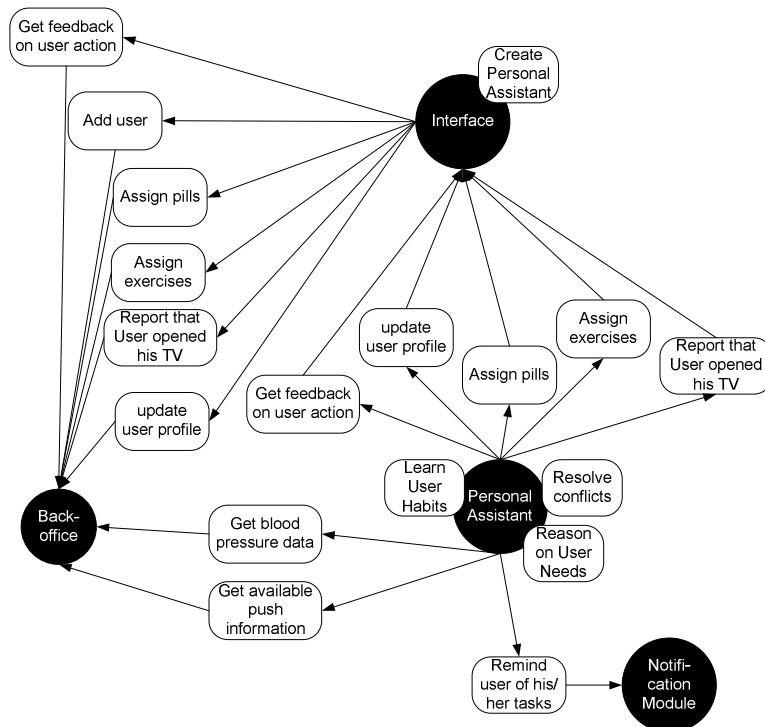 Get feedback
on user action
Create
Personal
Assistant
Add user
Interface
Assign pills
Assign
exercises
Report that
User opened
his TV
update
user profile
Get feedback
on user action
update
user profile
Assign pills
Assign
exercises
Report that
User opened
his TV
Learn
User
Habits
Personal
Assistant
Resolve
conflicts
Reason
on User
Needs
Back-
office
Get blood
pressure data
Get available
push
information
Remind
user of his/
her tasks
Notifi-
cation
Module